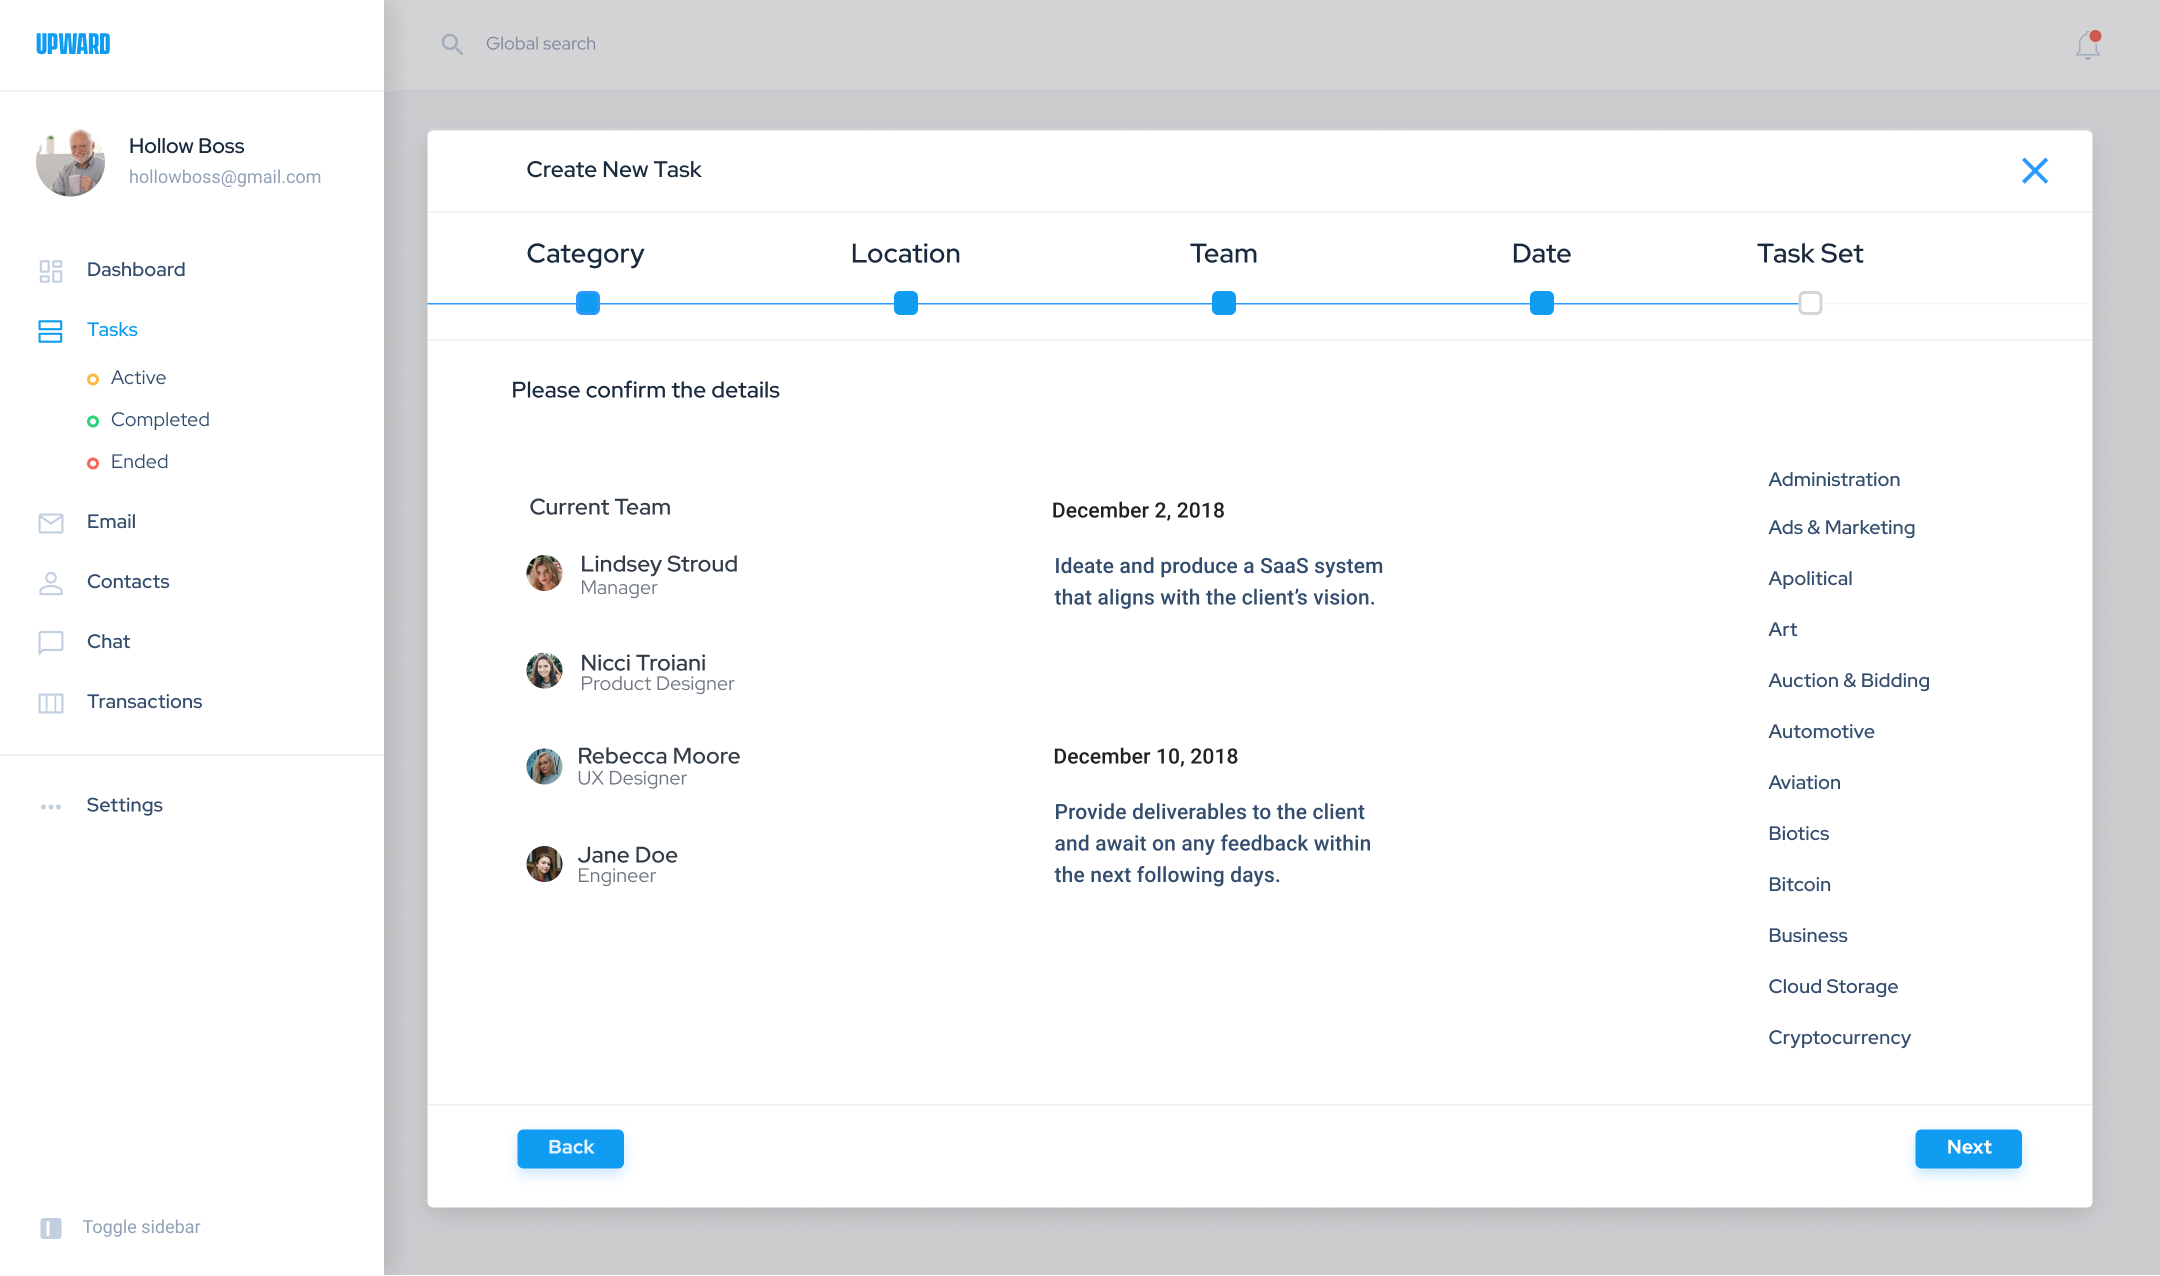 UPWARD
Global search
Hollow Boss
hollowboss@gmail.com
Dashboard
Tasks
Active
Completed
Ended
Email
Contacts
Chat
Transactions
Settings
Toggle sidebar
Create New Task
Category
Location
Team
Date
Task Set
Please confirm the details
Current Team
Lindsey Stroud
Manager
Nicci Troiani
Product Designer
Rebecca Moore
UX Designer
Jane Doe
Engineer
December 2, 2018
Ideate and produce a SaaS system
that aligns with the client’s vision.
December 10, 2018
Provide deliverables to the client
and await on any feedback within
the next following days.
Administration
Ads & Marketing
Apolitical
Art
Auction & Bidding
Automotive
Aviation
Biotics
Bitcoin
Business
Cloud Storage
Cryptocurrency
Back
Next